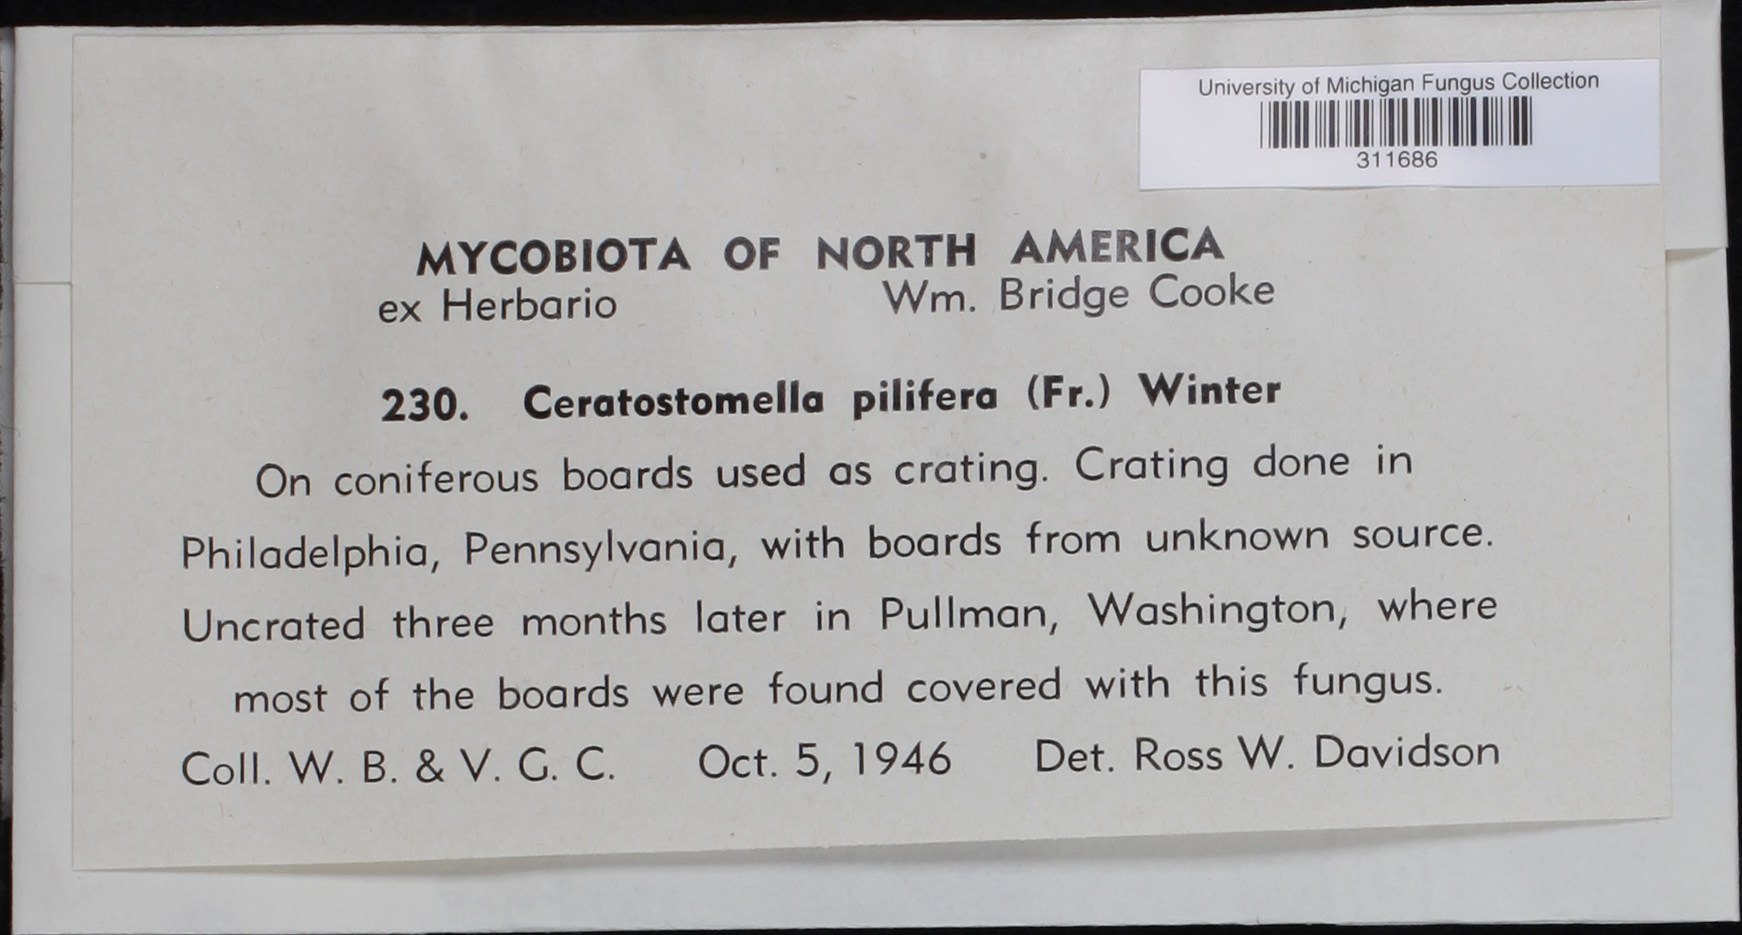 University of Michigan Fungus Collection
311686
MYCOBIOTA OF NORTH AMERICA
ex Herbario Wm. Bridge Cooke
230. Ceratostomella pilifera (Fr.) Winter
On coniferous boards used as crating. Crating done in
Philadelphia, Pennsylvania, with boards from unknown source.
Uncrated three months later in Pullman, Washington, where
most of the boards were found covered with this fungus.
Coll. W. B. & V. G. C. Oct. 5, 1946 Det. Ross W. Davidson